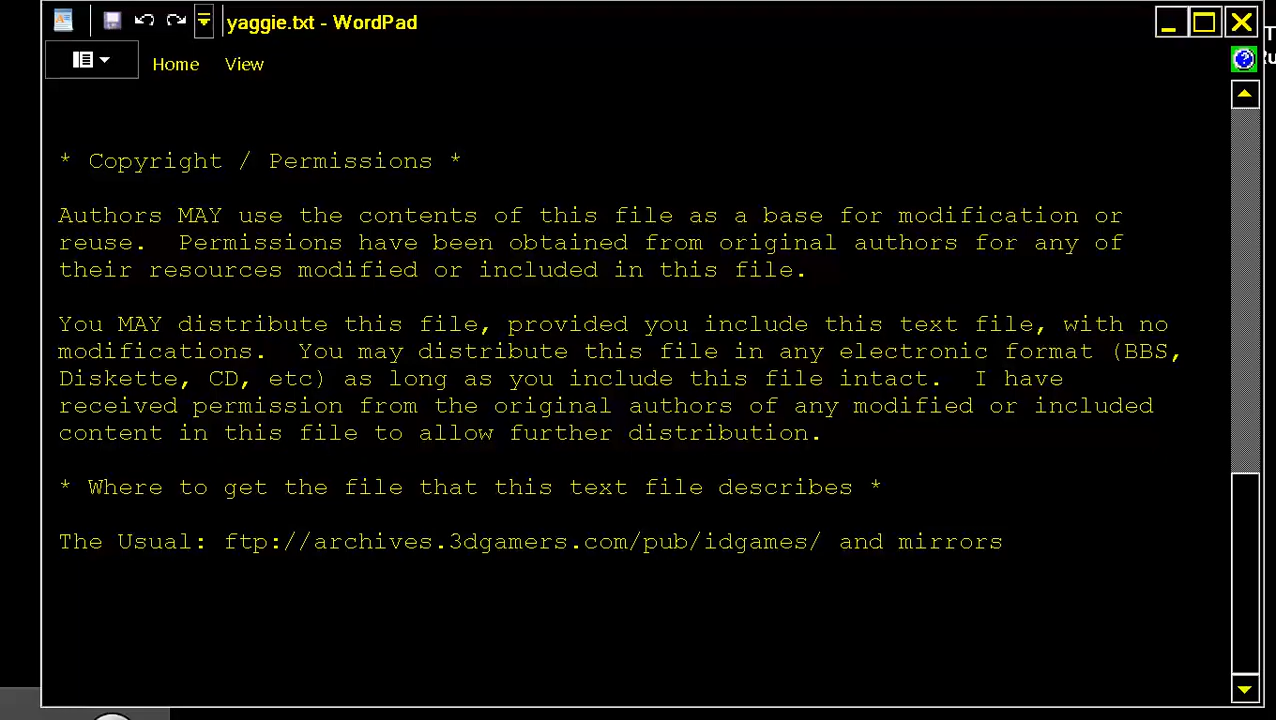 yaggie.txt - WordPad
Home View
* Copyright / Permissions *
Authors MAY use the contents of this file as a base for modification or
reuse.  Permissions have been obtained from original authors for any of
their resources modified or included in this file.
You MAY distribute this file, provided you include this text file, with no
modifications.  You may distribute this file in any electronic format (BBS,
Diskette, CD, etc) as long as you include this file intact.  I have
received permission from the original authors of any modified or included
content in this file to allow further distribution.
* Where to get the file that this text file describes *
The Usual: ftp://archives.3dgamers.com/pub/idgames/ and mirrors